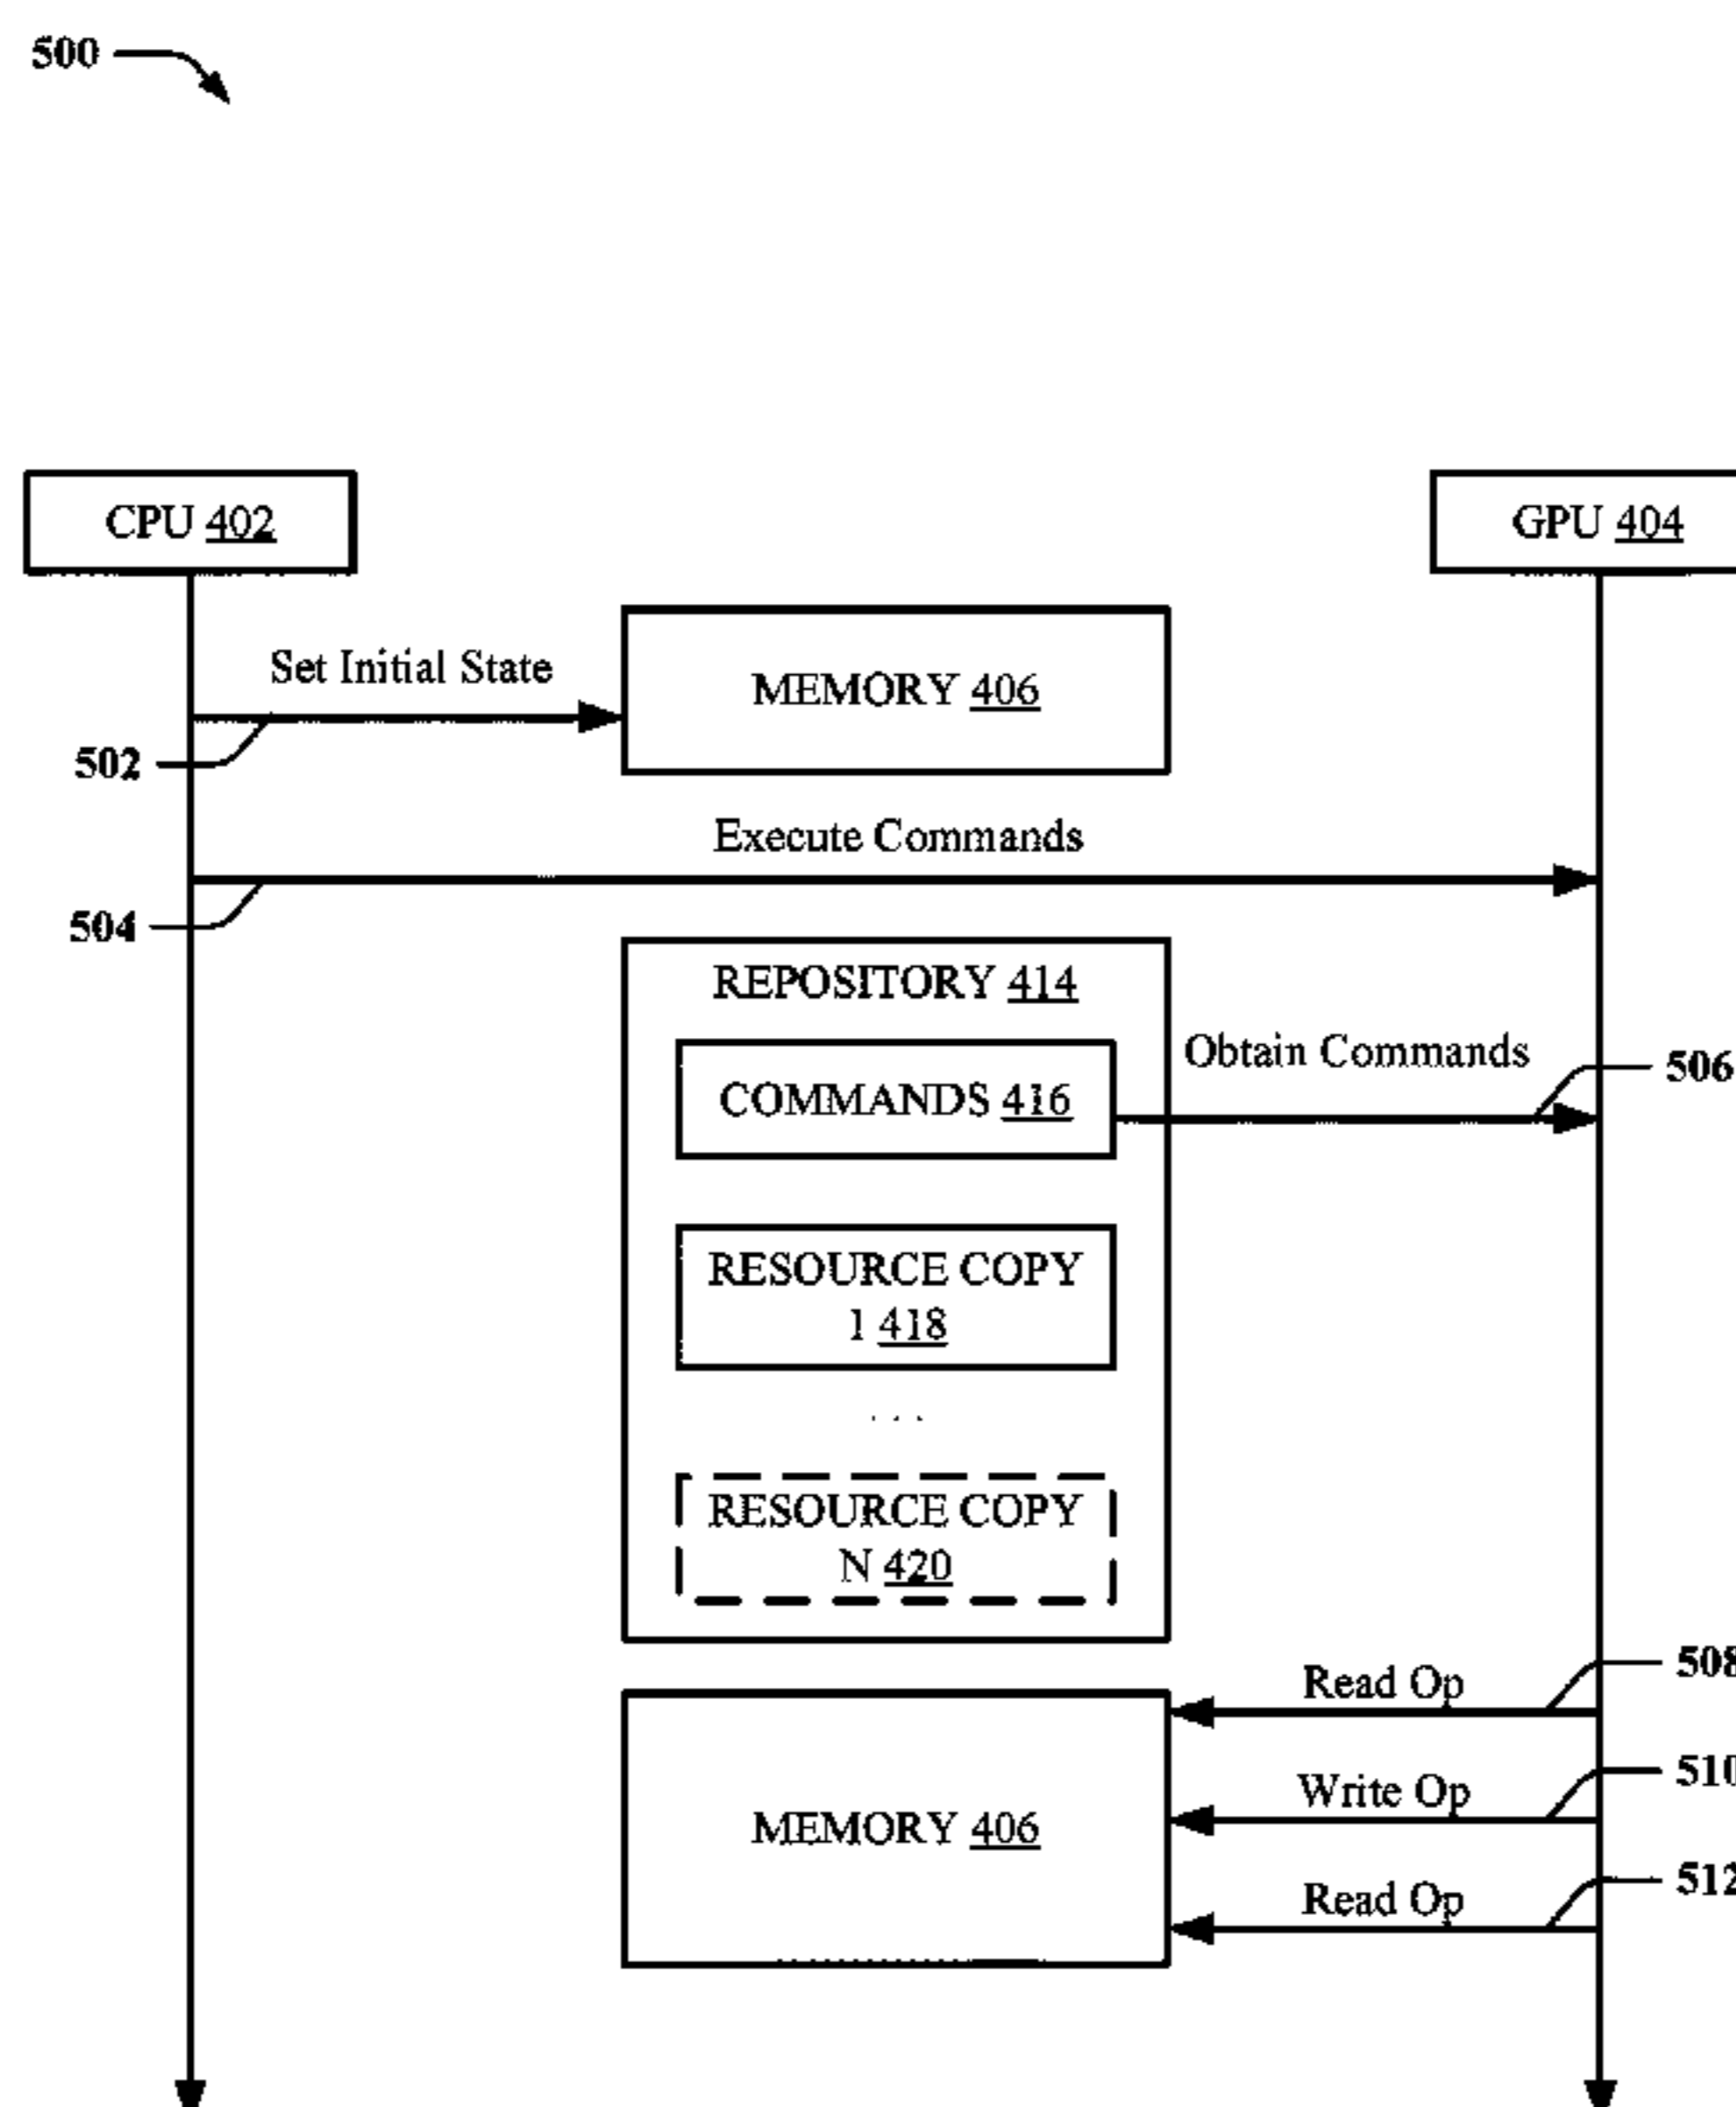 500
CPU 402
GPU 404
Set Initial State
MEMORY 406
502
Execute Commands
504
REPOSITORY 414
Obtain Commands
506
COMMANDS 416
RESOURCE COPY
1 418
...
RESOURCE COPY
N 420
508
Read Op
510
Write Op
MEMORY 406
512
Read Op